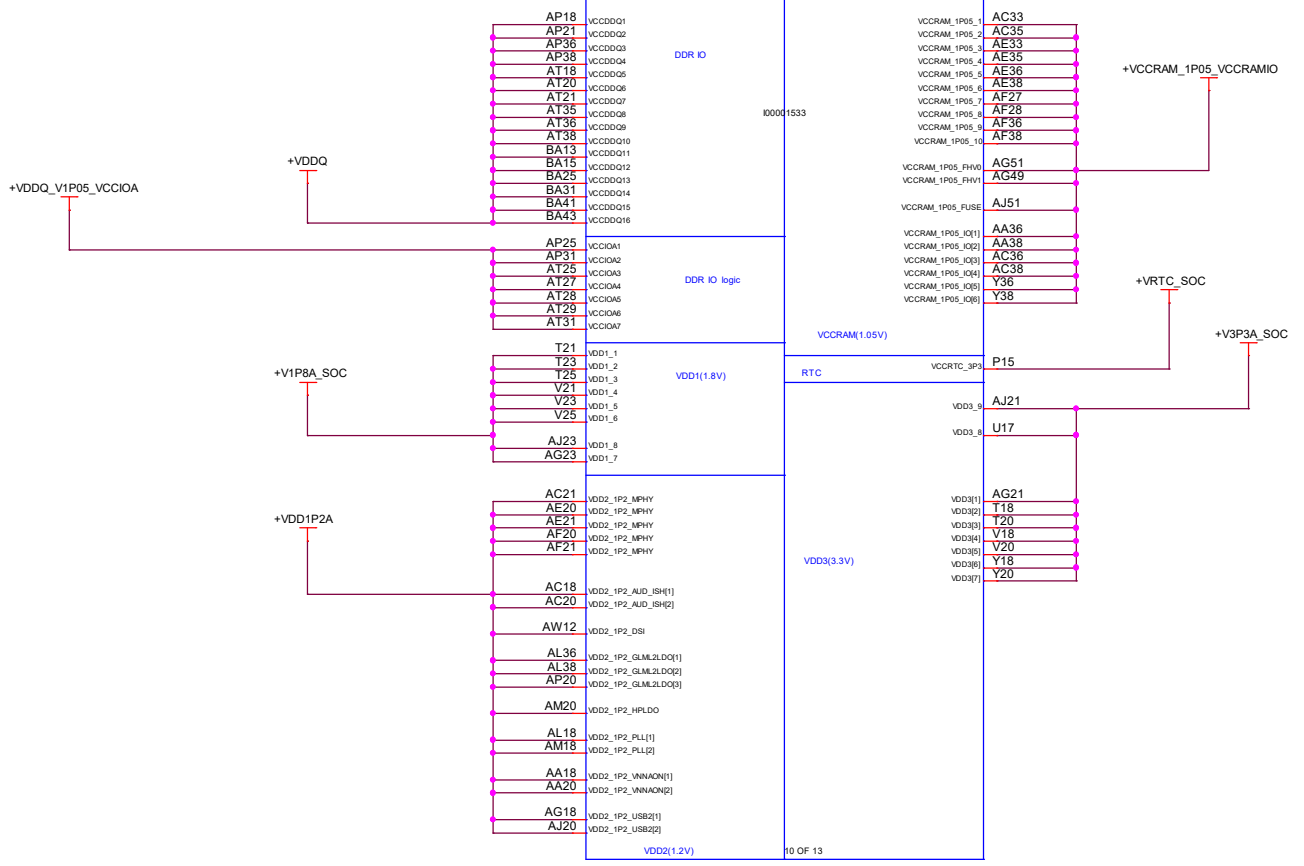 AP18 VCCDDQ1
AP21 VCCDDQ2
AP36 VCCDDQ3
AP38 VCCDDQ4
AT18 VCCDDQ5
AT20 VCCDDQ6
AT21 VCCDDQ7
AT35 VCCDDQ8
AT36 VCCDDQ9
AT38 VCCDDQ10
BA13 VCCDDQ11
BA15 VCCDDQ12
BA25 VCCDDQ13
BA31 VCCDDQ14
BA41 VCCDDQ15
BA43 VCCDDQ16
DDR IO
+VDDQ
+VDDQ_V1P05_VCCIOA
AP25 VCCIOA1
AP31 VCCIOA2
AT25 VCCIOA3
AT27 VCCIOA4
AT28 VCCIOA5
AT29 VCCIOA6
AT31 VCCIOA7
DDR IO logic
+V1P8A_SOC
T21 VDD1_1
T23 VDD1_2
T25 VDD1_3
V21 VDD1_4
V23 VDD1_5
V25 VDD1_6
AJ23 VDD1_8
AG23 VDD1_7
VDD1(1.8V)
+VDD1P2A
AC21 VDD2_1P2_MPHY
AE20 VDD2_1P2_MPHY
AE21 VDD2_1P2_MPHY
AF20 VDD2_1P2_MPHY
AF21 VDD2_1P2_MPHY
AC18 VDD2_1P2_AUD_ISH[1]
AC20 VDD2_1P2_AUD_ISH[2]
AW12 VDD2_1P2_DSI
AL36 VDD2_1P2_GLML2LDO[1]
AL38 VDD2_1P2_GLML2LDO[2]
AP20 VDD2_1P2_GLML2LDO[3]
AM20 VDD2_1P2_HPLDO
AL18 VDD2_1P2_PLL[1]
AM18 VDD2_1P2_PLL[2]
AA18 VDD2_1P2_VNNAON[1]
AA20 VDD2_1P2_VNNAON[2]
AG18 VDD2_1P2_USB2[1]
AJ20 VDD2_1P2_USB2[2]
VDD2(1.2V)
I00001533
VCCRAM_1P05_1 AC33
VCCRAM_1P05_2 AC35
VCCRAM_1P05_3 AE33
VCCRAM_1P05_4 AE35
VCCRAM_1P05_5 AE36
VCCRAM_1P05_6 AE38
VCCRAM_1P05_7 AF27
VCCRAM_1P05_8 AF28
VCCRAM_1P05_9 AF36
VCCRAM_1P05_10 AF38
VCCRAM_1P05_FHV0 AG51
VCCRAM_1P05_FHV1 AG49
VCCRAM_1P05_FUSE AJ51
VCCRAM_1P05_IO[1] AA36
VCCRAM_1P05_IO[2] AA38
VCCRAM_1P05_IO[3] AC36
VCCRAM_1P05_IO[4] AC38
VCCRAM_1P05_IO[5] Y36
VCCRAM_1P05_IO[6] Y38
+VCCRAM_1P05_VCCRAMIO
VCCRAM(1.05V)
+VRTC_SOC
RTC
VCCRTC_3P3 P15
+V3P3A_SOC
VDD3_9 AJ21
VDD3_8 U17
VDD3[1] AG21
VDD3[2] T18
VDD3[3] T20
VDD3[4] V18
VDD3[5] V20
VDD3[6] Y18
VDD3[7] Y20
VDD3(3.3V)
10 OF 13